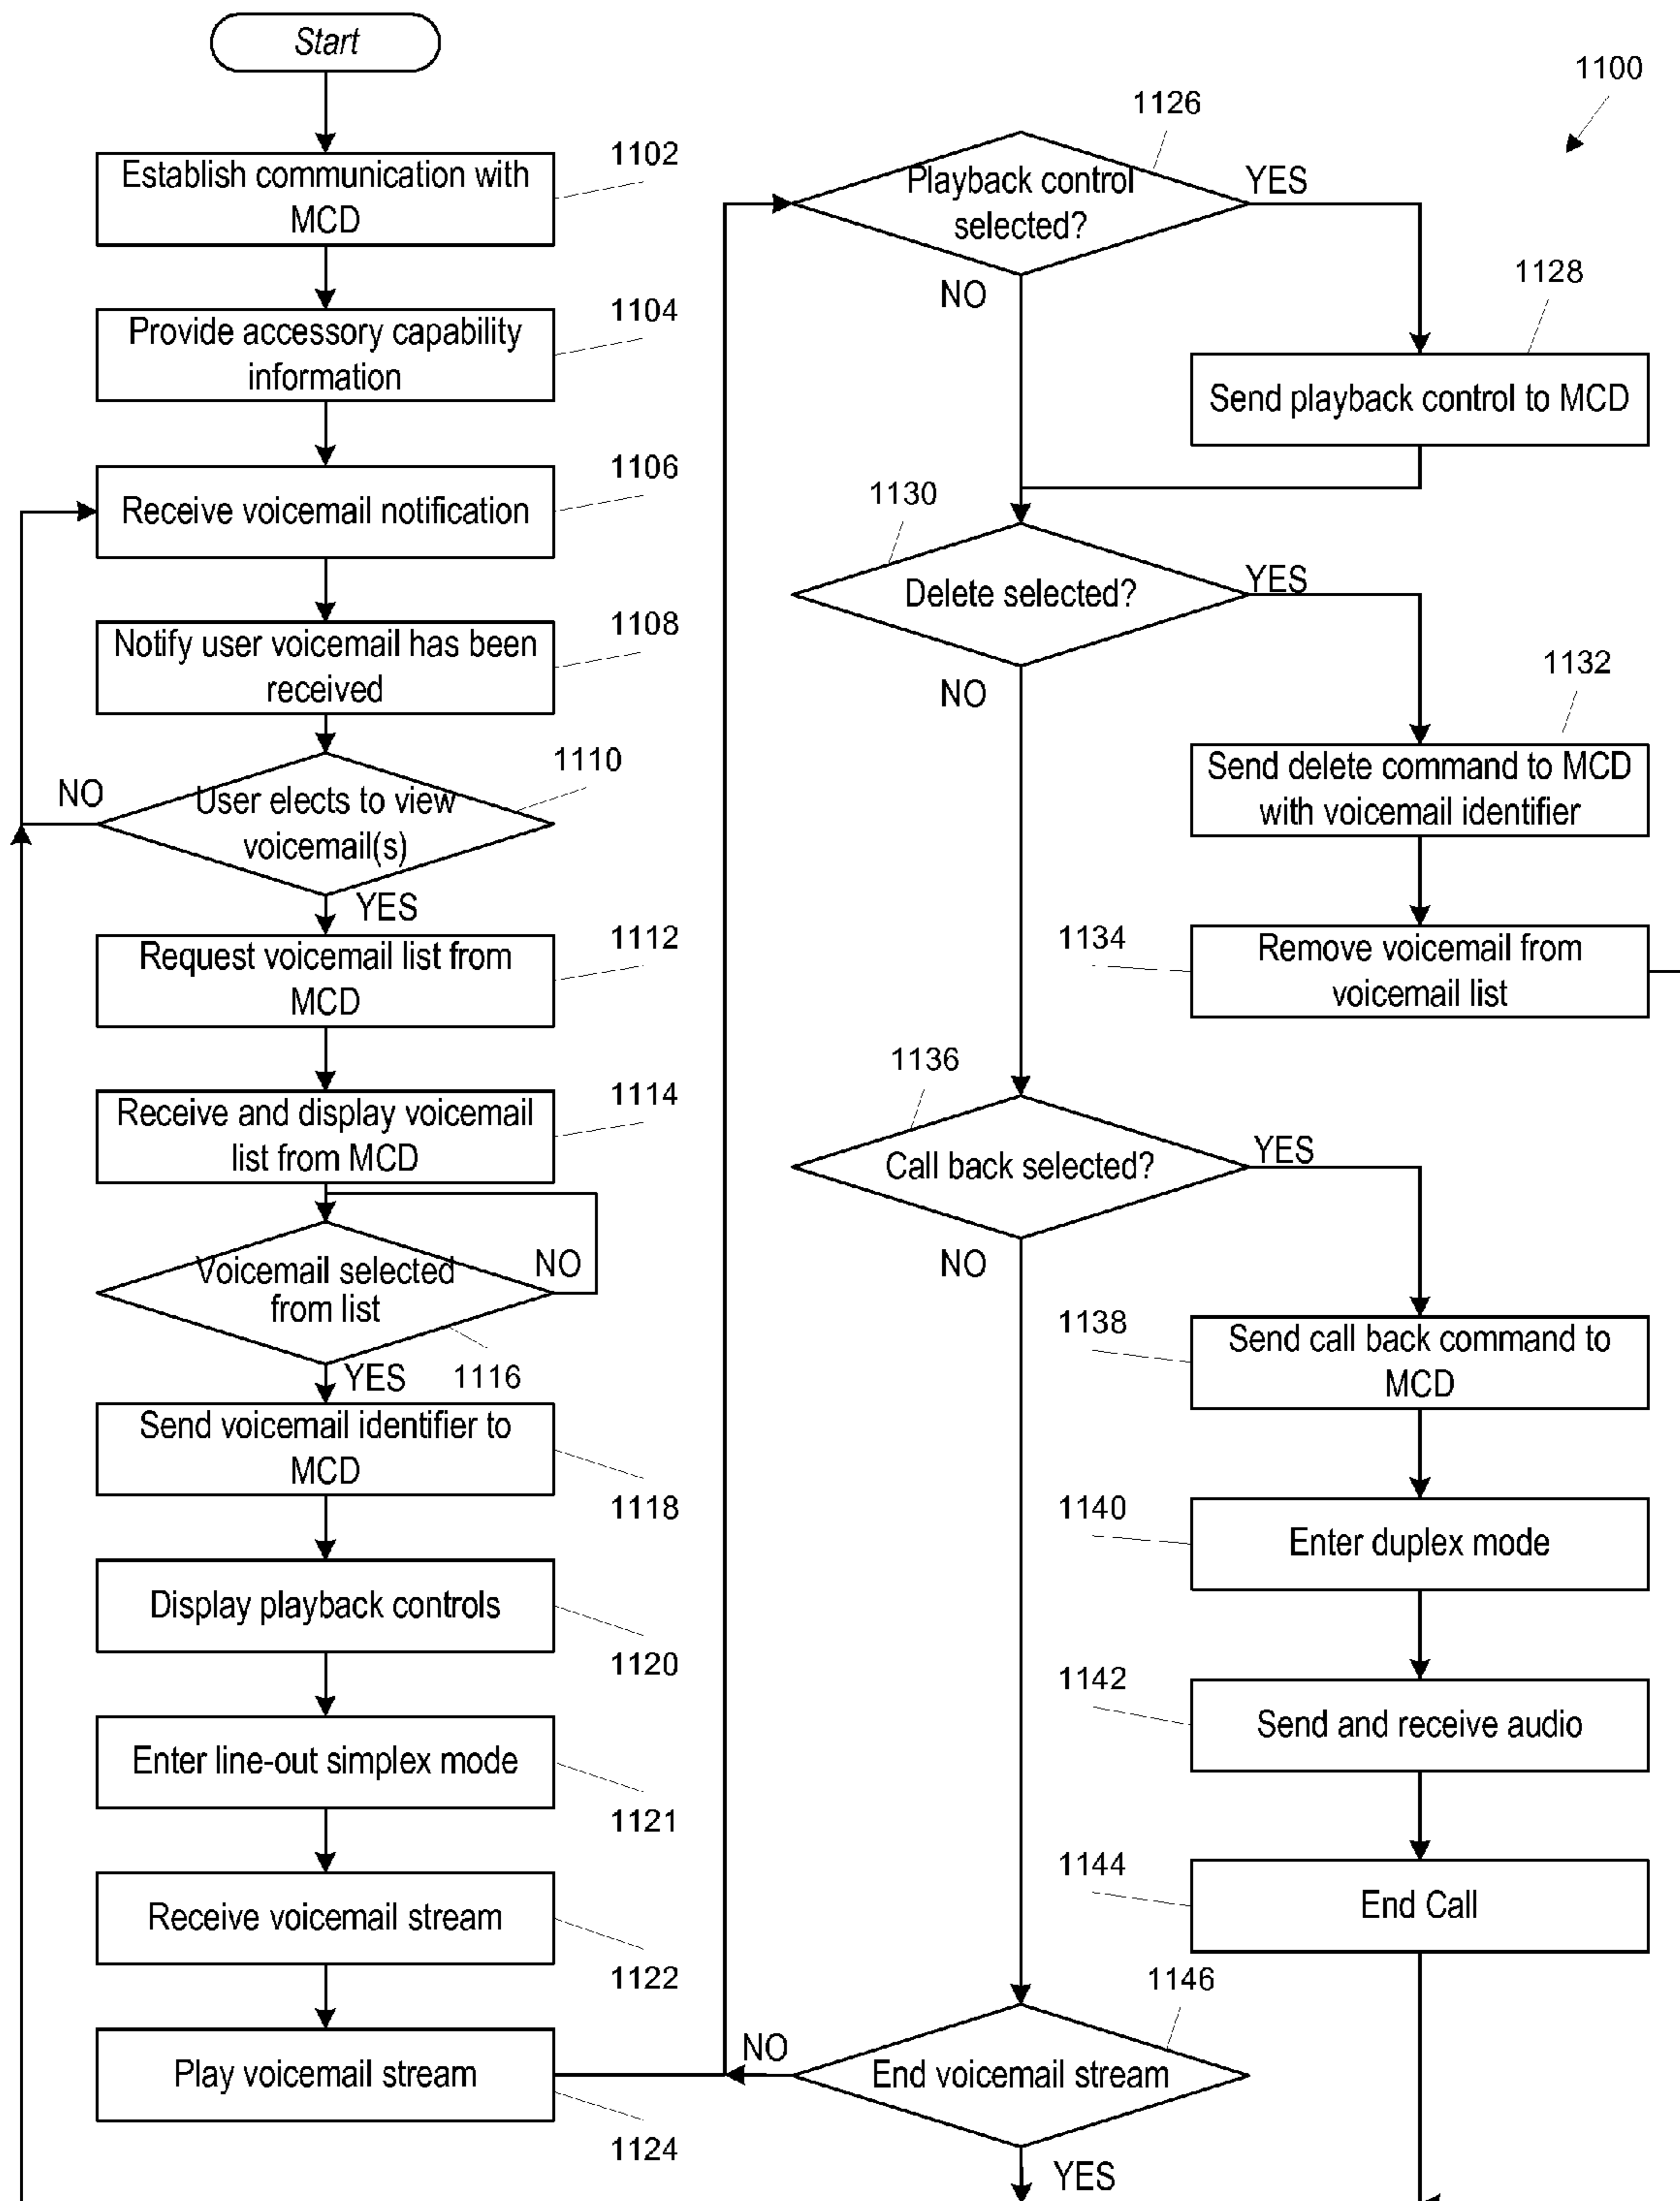 Start
Establish communication with
MCD
1102
Provide accessory capability
information
1104
Receive voicemail notification
1106
Notify user voicemail has been
received
1108
User elects to view
voicemail(s)
1110
NO
YES
Request voicemail list from
MCD
1112
Receive and display voicemail
list from MCD
1114
Voicemail selected
from list
NO
YES
1116
Send voicemail identifier to
MCD
1118
Display playback controls
1120
Enter line-out simplex mode
1121
Receive voicemail stream
1122
Play voicemail stream
1124
1100
1126
Playback control
selected?
YES
NO
1128
Send playback control to MCD
1130
Delete selected?
YES
NO
1132
Send delete command to MCD
with voicemail identifier
1134
Remove voicemail from
voicemail list
1136
Call back selected?
YES
NO
1138
Send call back command to
MCD
1140
Enter duplex mode
1142
Send and receive audio
1144
End Call
1146
End voicemail stream
NO
YES